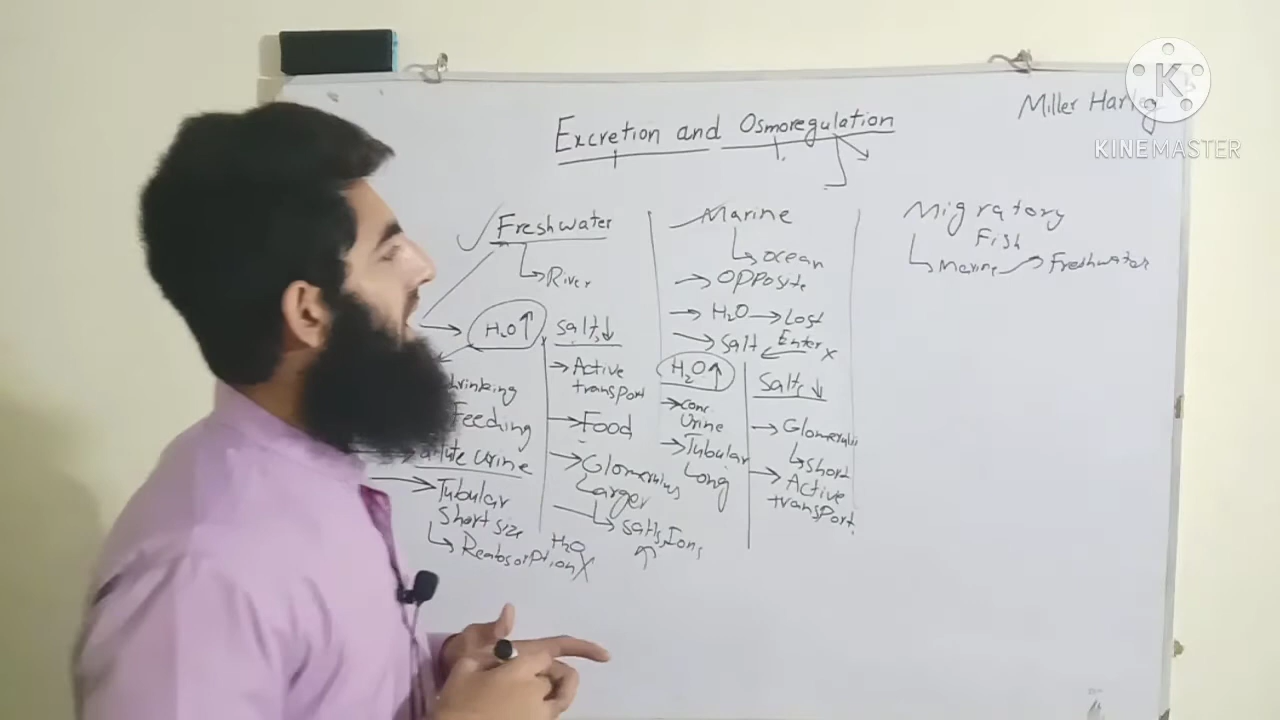 Excretion and Osmoregulation
Miller Harley
K
KINEMASTER
Freshwater
River
H₂O↑
Feeding
Urine
Tubular
Short size
Reabsorption
H₂O
Salts↓
Active
transport
Food
Glomerulus
Larger
Salts, Ions
Marine
Ocean
Opposite
H₂O → Lost
Salt Enter
H₂O↑
Conc.
Urine
Tubular
Long
Salts↓
Glomerulus
Short
Active
transport
Migratory
Fish
Marine → Freshwater